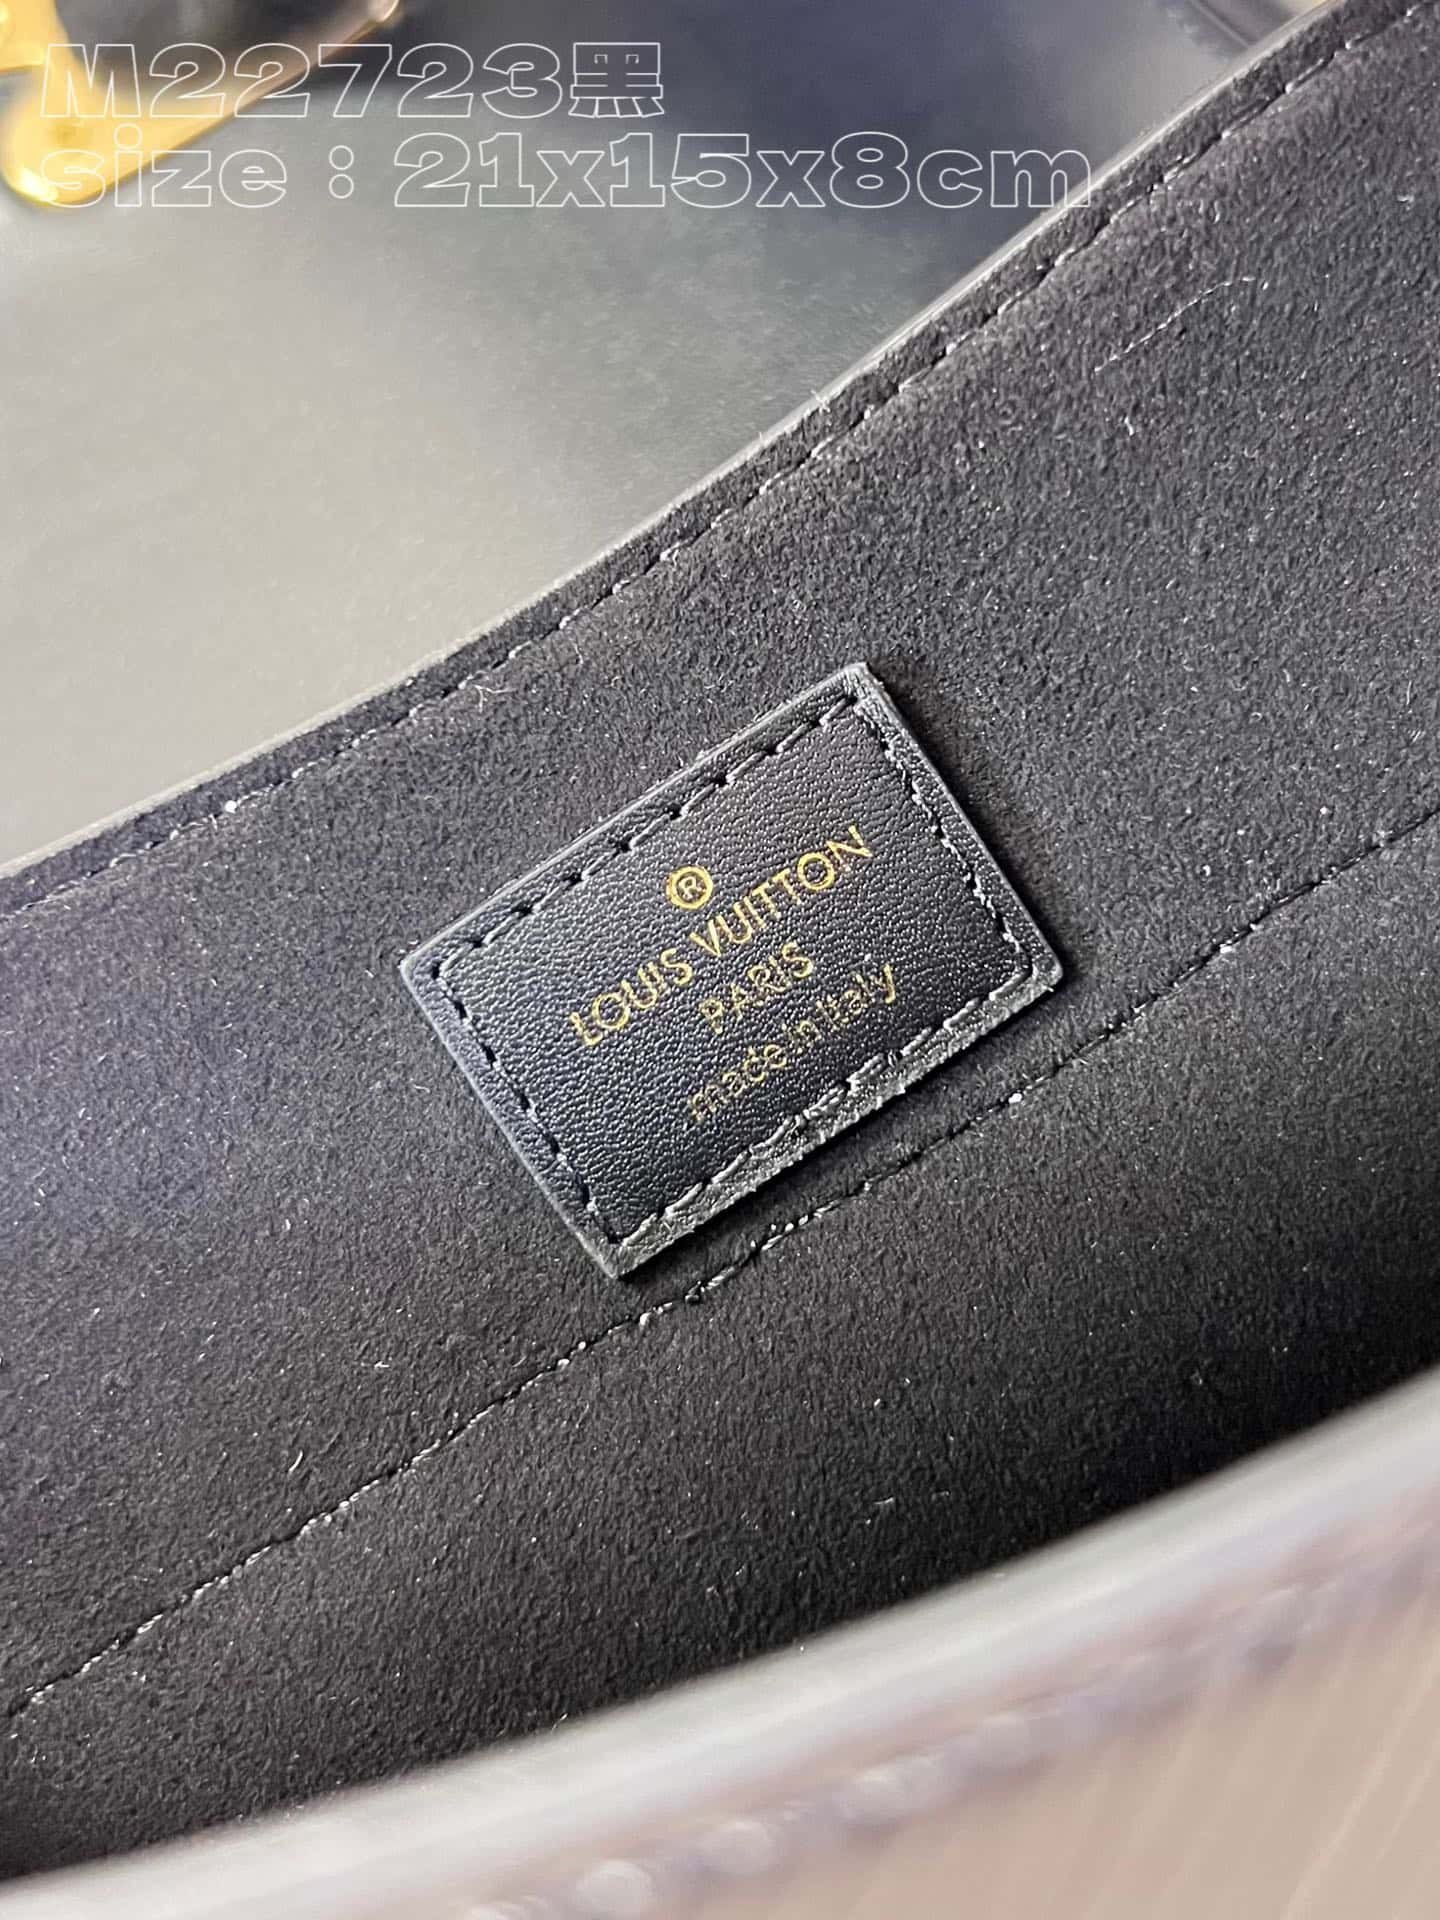 M22723黑
size：21x15x8cm
®
LOUIS VUITTON
PARIS
made in Italy